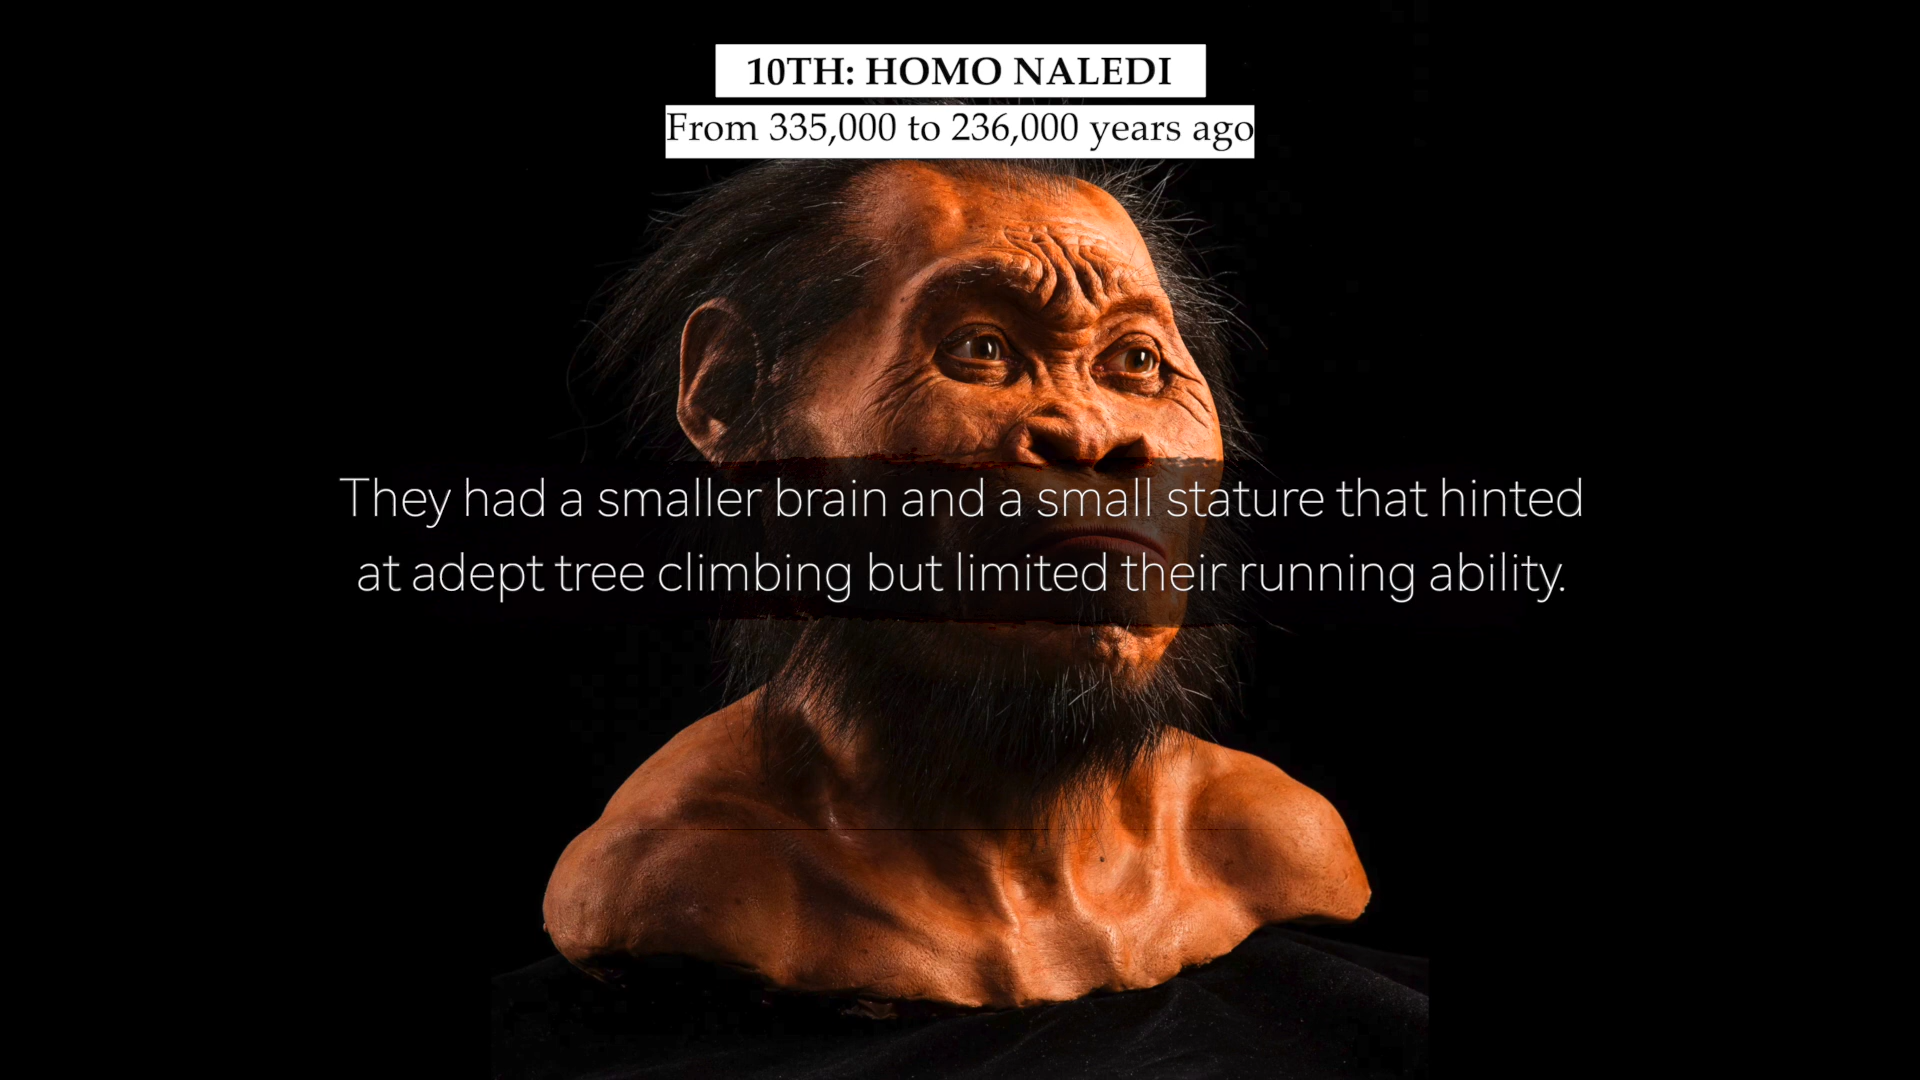 10TH: HOMO NALEDI
From 335,000 to 236,000 years ago
They had a smaller brain and a small stature that hinted
at adept tree climbing but limited their running ability.